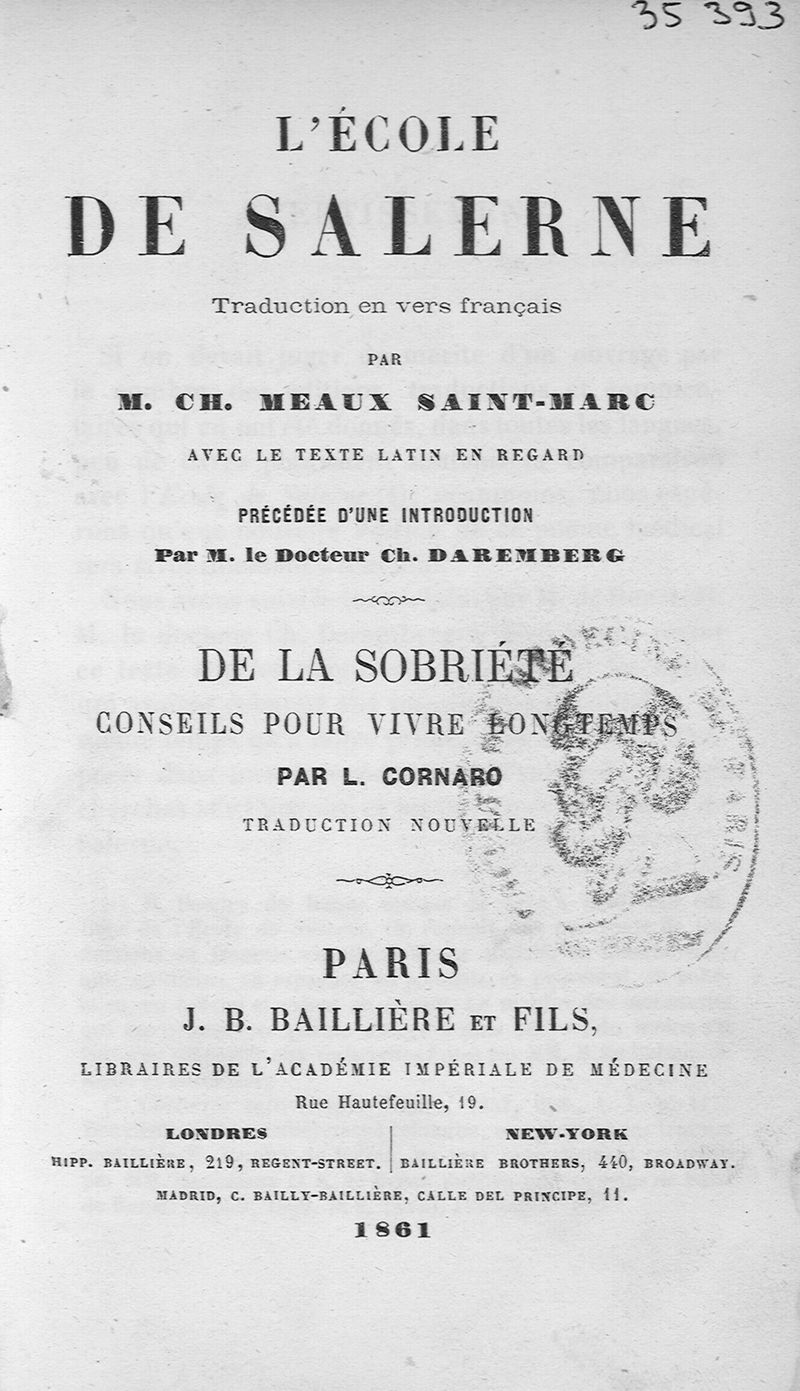 35 393
L'ÉCOLE
DE SALERNE
Traduction en vers français
PAR
M. CH. MEAUX SAINT-MARC
AVEC LE TEXTE LATIN EN REGARD
PRÉCÉDÉE D'UNE INTRODUCTION
Par M. le Docteur Ch. DAREMBERG
DE LA SOBRIÉTÉ
CONSEILS POUR VIVRE LONGTEMPS
PAR L. CORNARO
TRADUCTION NOUVELLE
PARIS
J. B. BAILLIÈRE ET FILS,
LIBRAIRES DE L'ACADÉMIE IMPÉRIALE DE MÉDECINE
Rue Hautefeuille, 19.
LONDRES
HIPP. BAILLIÈRE, 219, REGENT-STREET.
NEW-YORK
BAILLIÈRE BROTHERS, 440, BROADWAY.
MADRID, C. BAILLY-BAILLIÈRE, CALLE DEL PRINCIPE, 11.
1861